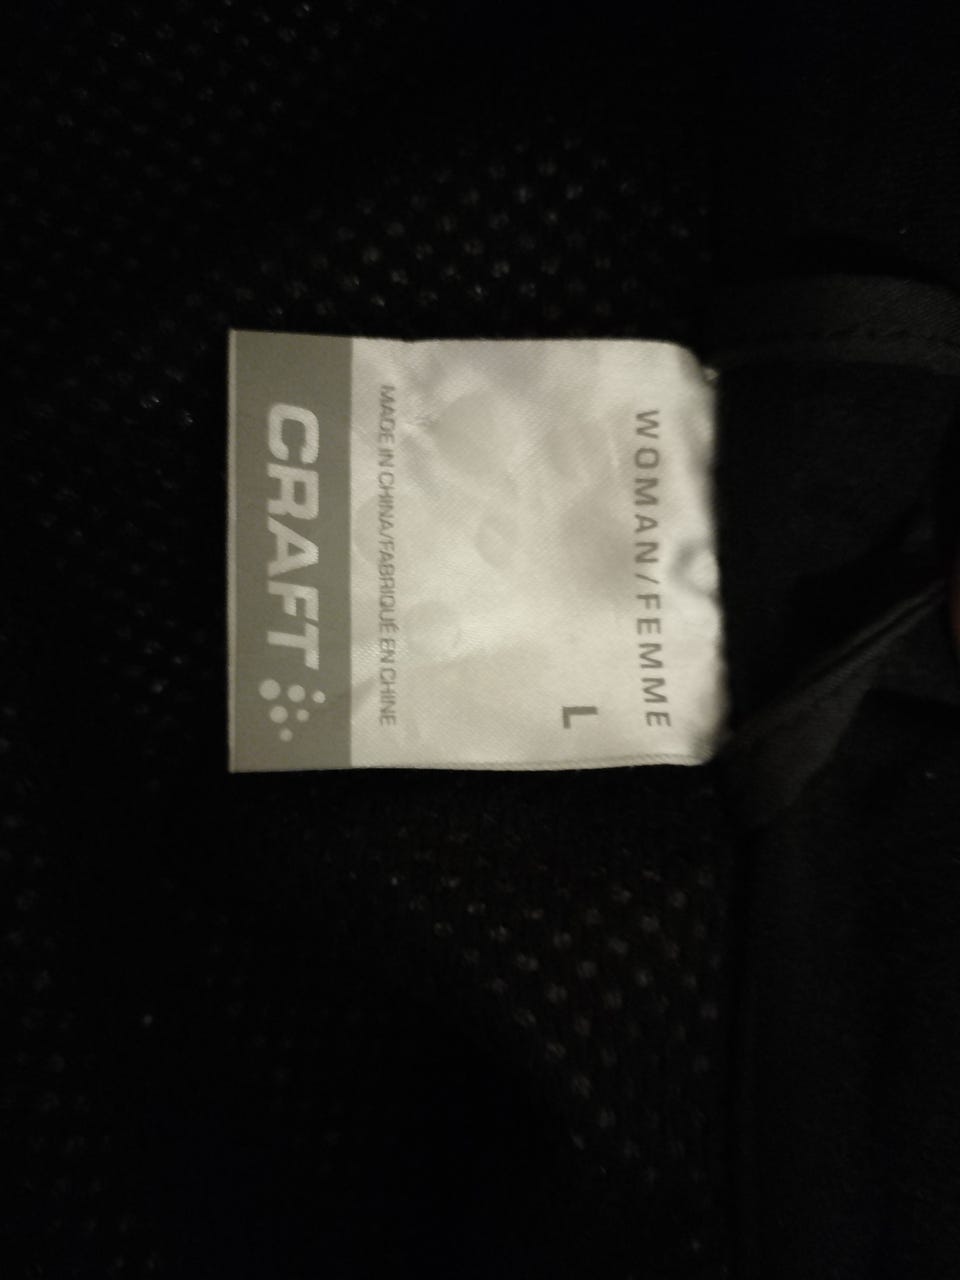 WOMAN/FEMME
L
MADE IN CHINA/FABRIQUÉ EN CHINE
CRAFT